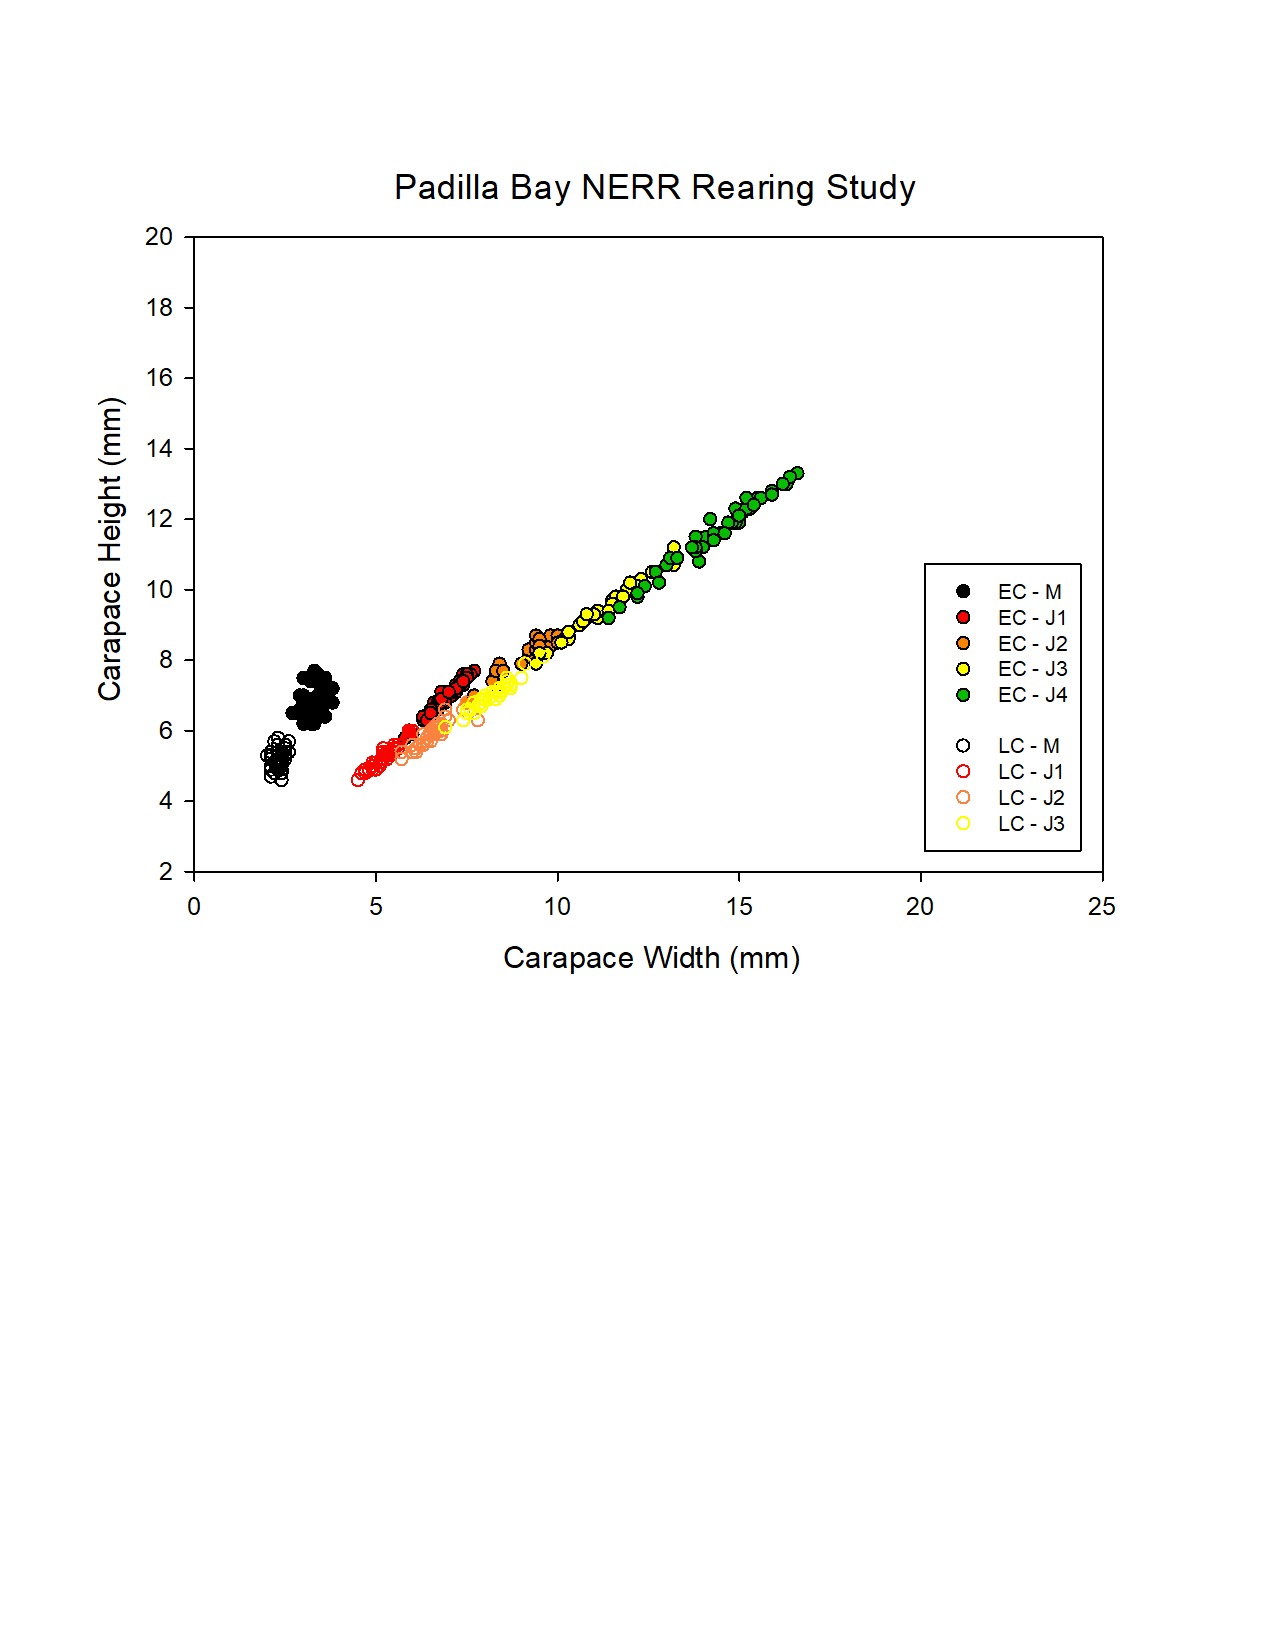 Padilla Bay NERR Rearing Study
20
18
16
14
12
10
8
6
4
2
Carapace Height (mm)
EC - M
EC - J1
EC - J2
EC - J3
EC - J4
LC - M
LC - J1
LC - J2
LC - J3
0 5 10 15 20 25
Carapace Width (mm)